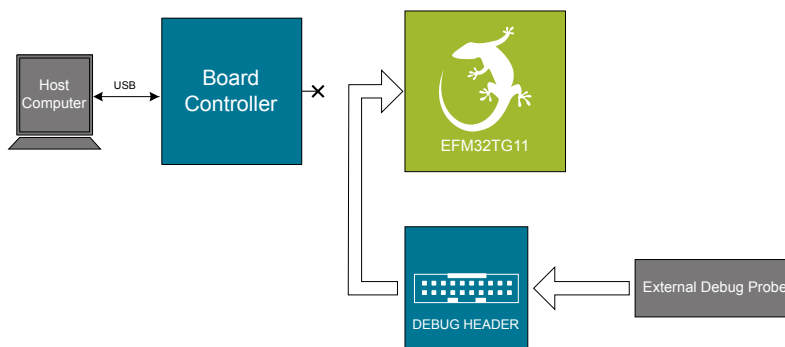 Host
Computer
USB
Board
Controller
EFM32TG11
DEBUG HEADER
External Debug Probe